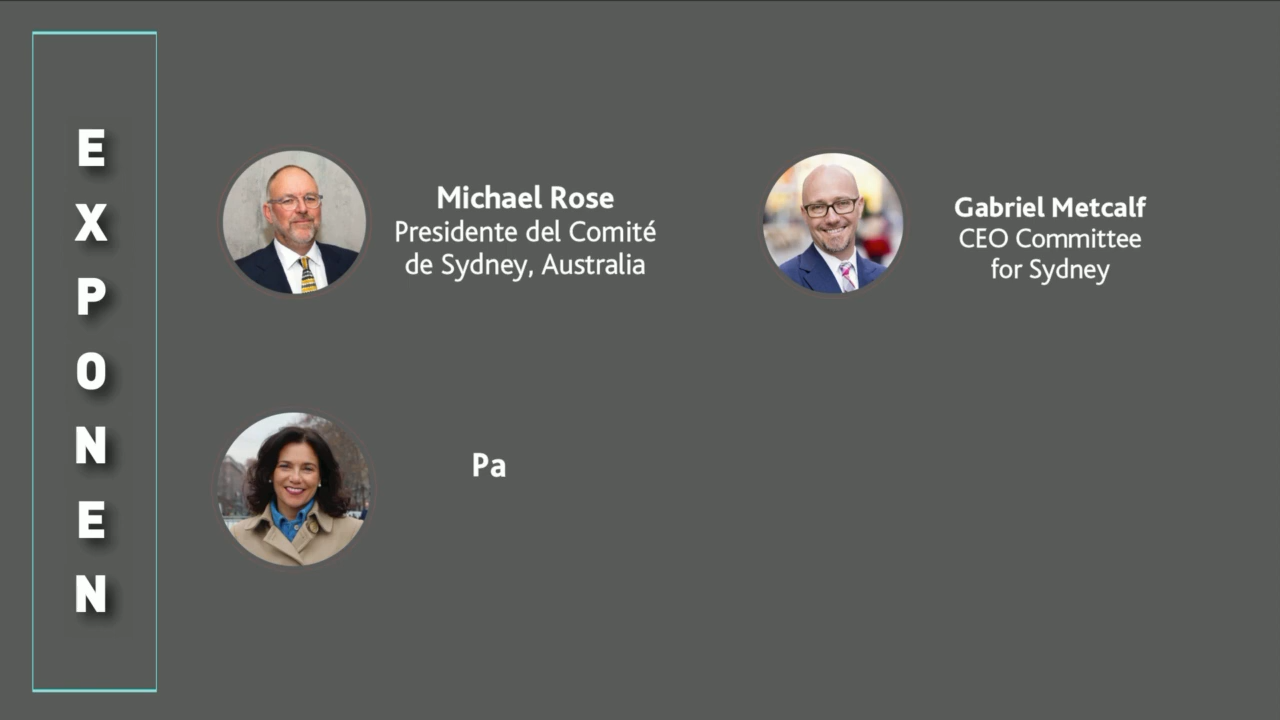 EXPONEN
Michael Rose
Presidente del Comité
de Sydney, Australia
Gabriel Metcalf
CEO Committee
for Sydney
Pa